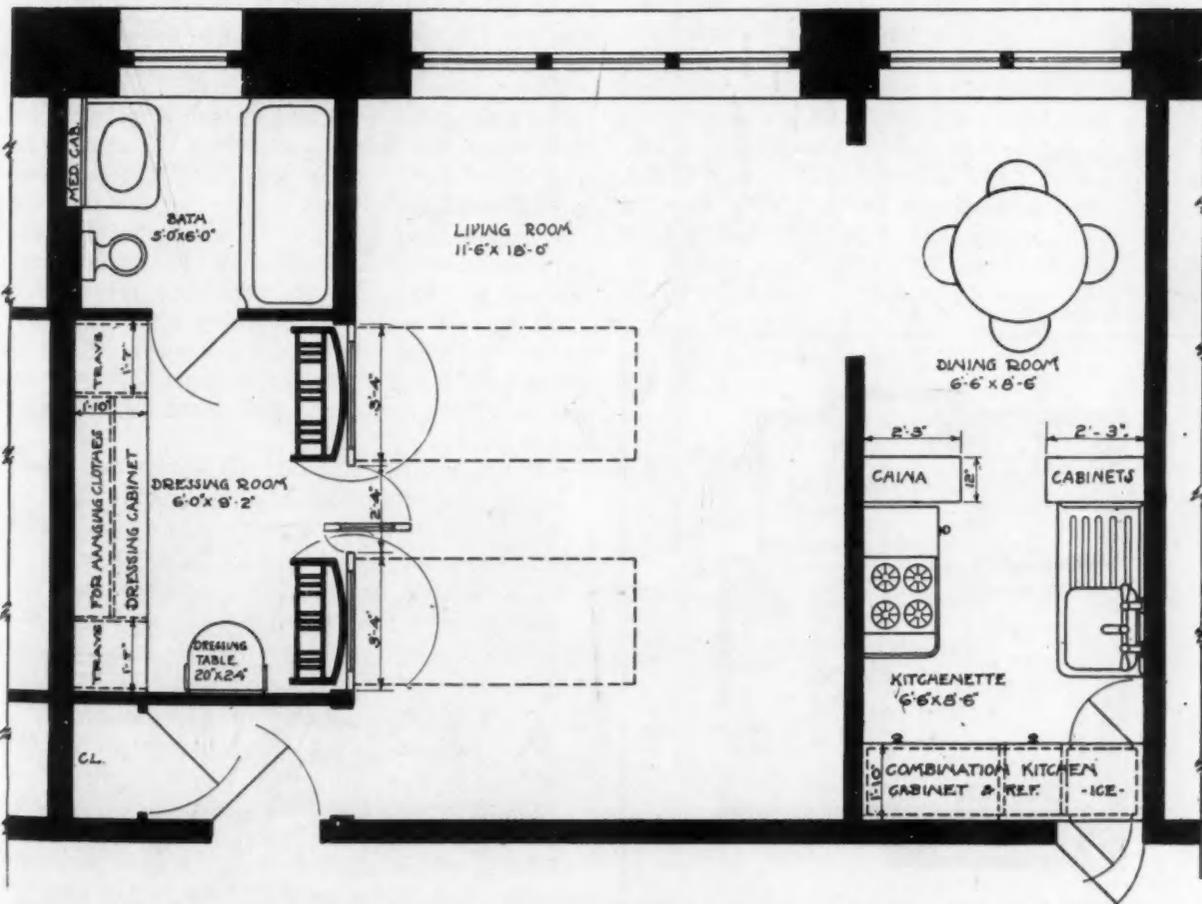 MED. CAB.
BATH
5'-0"x6'-0"
LIVING ROOM
11'-6"x 18'-0"
DINING ROOM
6'-6" x 8'-6"
TRAYS
1'-7"
1'-10"
FOR HANGING CLOTHES
DRESSING CABINET
TRAYS
1'-7"
DRESSING ROOM
6'-0"x 9'-2"
3'-4"
2'-4"
3'-4"
DRESSING
TABLE
20"x24"
CL.
2'-3"
2'-3"
CHINA
12"
CABINETS
KITCHENETTE
6'-6"x8'-6"
1'-10"
COMBINATION KITCHEN
CABINET & REF.
-ICE-